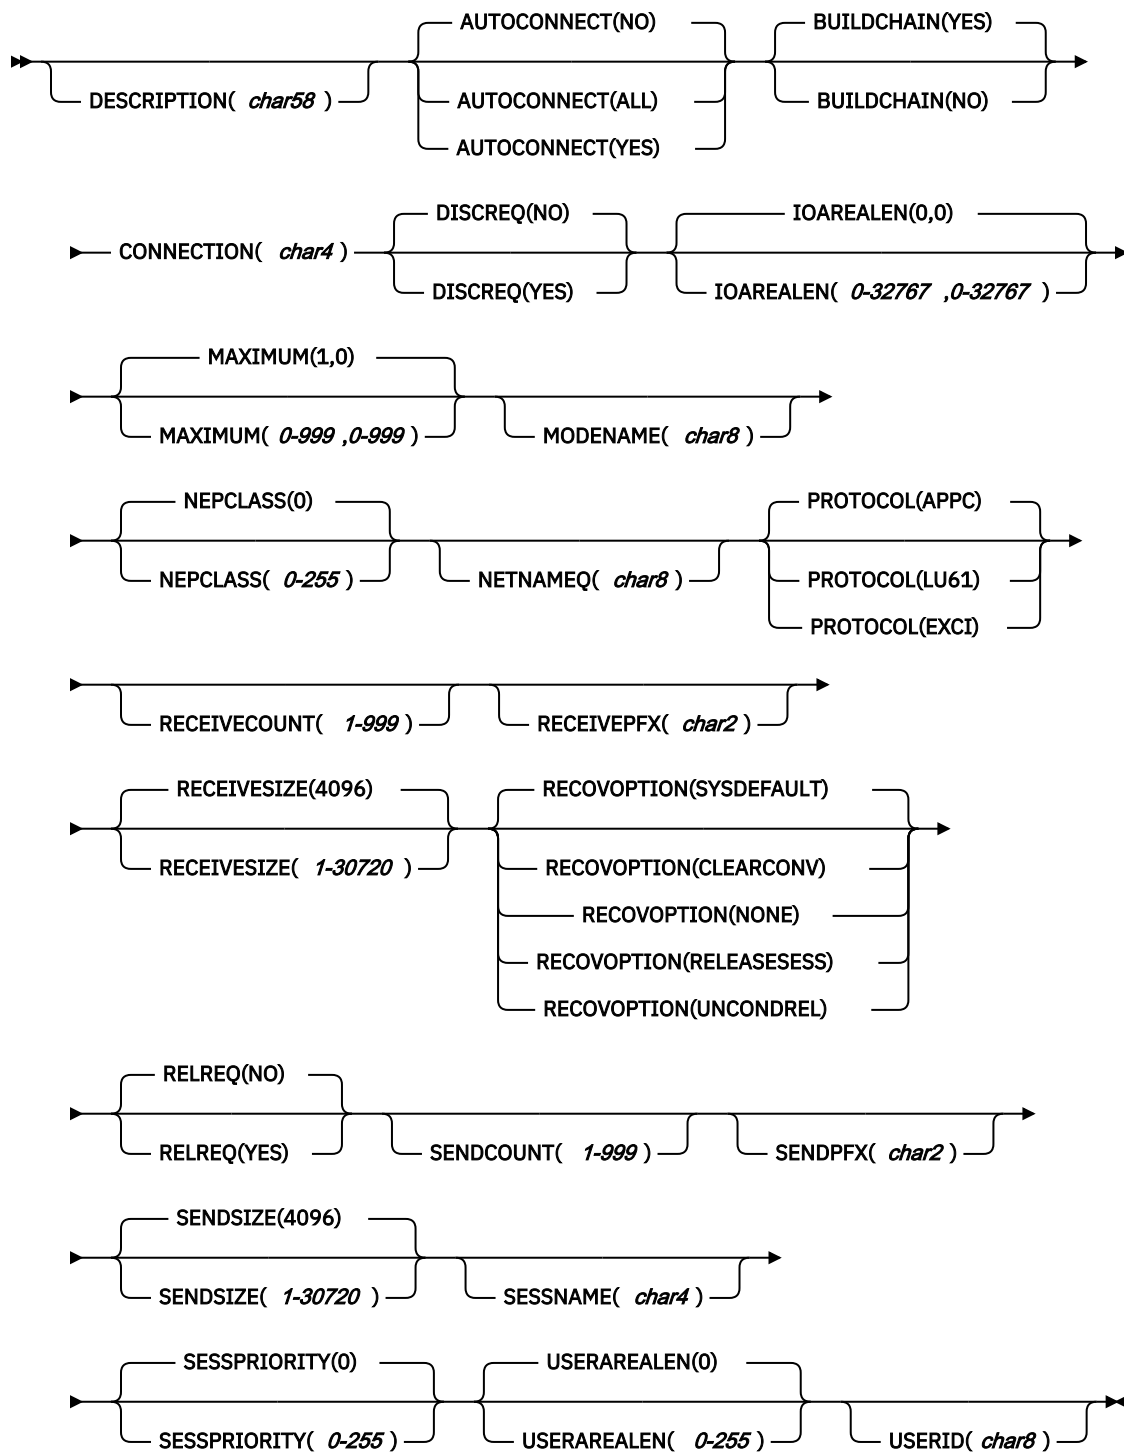 AUTOCONNECT(NO) BUILDCHAIN(YES)
DESCRIPTION( char58 ) AUTOCONNECT(ALL) BUILDCHAIN(NO)
AUTOCONNECT(YES)
DISCREQ(NO) IOAREALEN(0,0)
CONNECTION( char4 )
DISCREQ(YES) IOAREALEN( 0-32767 ,0-32767 )
MAXIMUM(1,0)
MAXIMUM( 0-999 ,0-999 ) MODENAME( char8 )
NEPCLASS(0) PROTOCOL(APPC)
NEPCLASS( 0-255 ) NETNAMEQ( char8 ) PROTOCOL(LU61)
PROTOCOL(EXCI)
RECEIVECOUNT( 1-999 ) RECEIVEPFX( char2 )
RECEIVESIZE(4096) RECOVOPTION(SYSDEFAULT)
RECEIVESIZE( 1-30720 ) RECOVOPTION(CLEARCONV)
RECOVOPTION(NONE)
RECOVOPTION(RELEASESESS)
RECOVOPTION(UNCONDREL)
RELREQ(NO)
RELREQ(YES) SENDCOUNT( 1-999 ) SENDPFX( char2 )
SENDSIZE(4096)
SENDSIZE( 1-30720 ) SESSNAME( char4 )
SESSPRIORITY(0) USERAREALEN(0)
SESSPRIORITY( 0-255 ) USERAREALEN( 0-255 ) USERID( char8 )